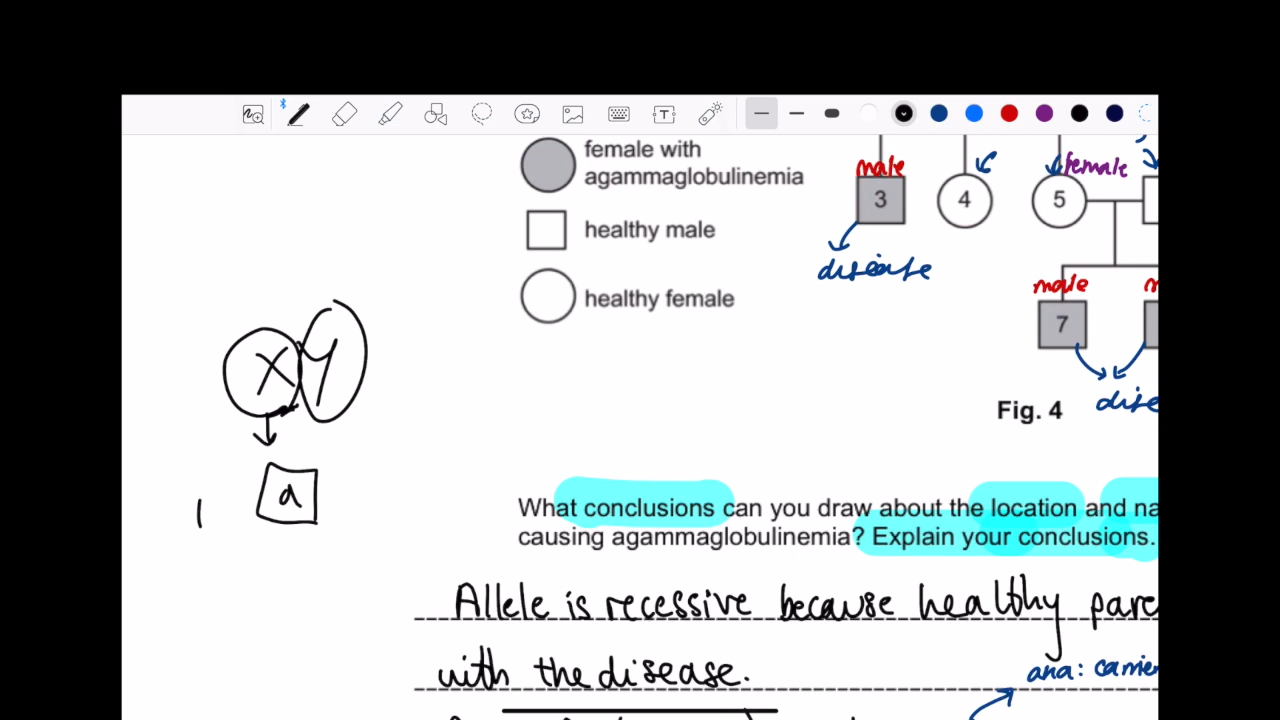 female with
agammaglobulinemia
healthy male
healthy female
male
3
4
5
female
disease
male
7
Fig. 4
X y
a
What conclusions can you draw about the location and na
causing agammaglobulinemia? Explain your conclusions.
Allele is recessive because healthy pare
with the disease.